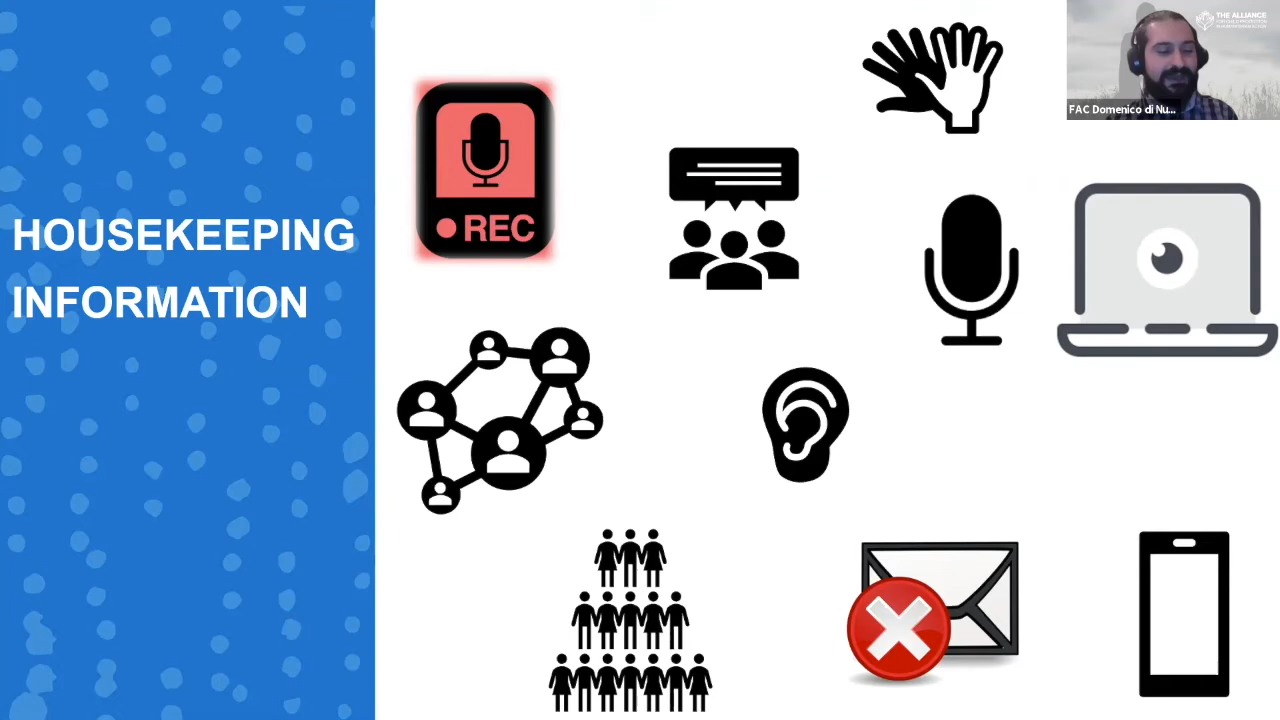 HOUSEKEEPING
INFORMATION
REC
THE ALLIANCE
FAC Domenico di Nu...